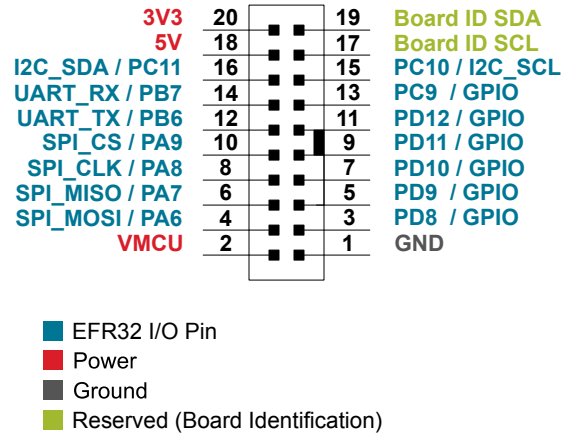 3V3 20 19 Board ID SDA
5V 18 17 Board ID SCL
I2C_SDA / PC11 16 15 PC10 / I2C_SCL
UART_RX / PB7 14 13 PC9 / GPIO
UART_TX / PB6 12 11 PD12 / GPIO
SPI_CS / PA9 10 9 PD11 / GPIO
SPI_CLK / PA8 8 7 PD10 / GPIO
SPI_MISO / PA7 6 5 PD9 / GPIO
SPI_MOSI / PA6 4 3 PD8 / GPIO
VMCU 2 1 GND
EFR32 I/O Pin
Power
Ground
Reserved (Board Identification)